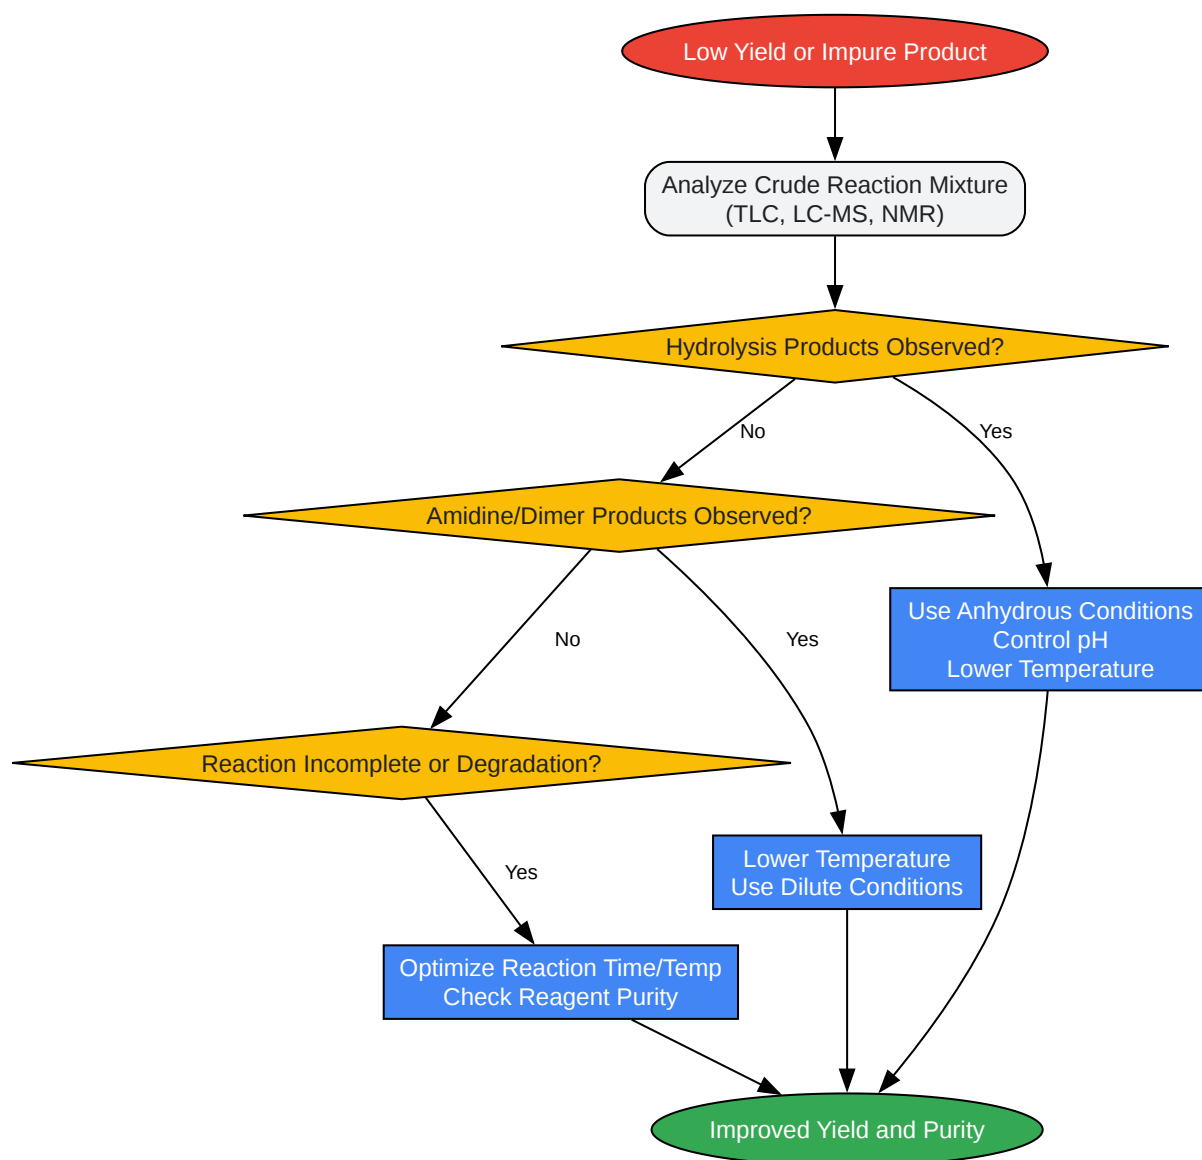 Low Yield or Impure Product
Analyze Crude Reaction Mixture
(TLC, LC-MS, NMR)
Hydrolysis Products Observed?
No
Yes
Amidine/Dimer Products Observed?
Use Anhydrous Conditions
Control pH
Lower Temperature
No
Yes
Reaction Incomplete or Degradation?
Lower Temperature
Use Dilute Conditions
Yes
Optimize Reaction Time/Temp
Check Reagent Purity
Improved Yield and Purity